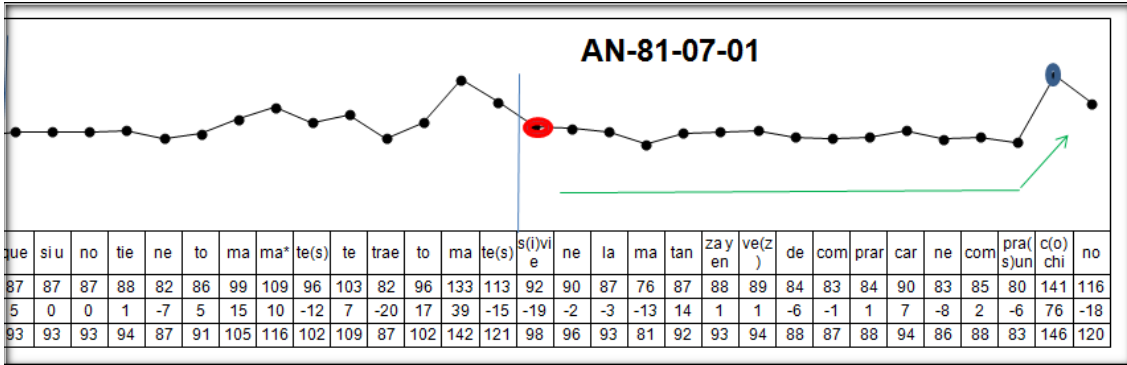 AN-81-07-01
que si u no tie ne to ma ma* te(s) te trae to ma te(s) s(i)vi e ne la ma tan za y en ve(z ) de com prar car ne com pra( s)un c(o) chi no
87 87 87 88 82 86 99 109 96 103 82 96 133 113 92 90 87 76 87 88 89 84 83 84 90 83 85 80 141 116
5 0 0 1 -7 5 15 10 -12 7 -20 17 39 -15 -19 -2 -3 -13 14 1 1 -6 -1 1 7 -8 2 -6 76 -18
93 93 93 94 87 91 105 116 102 109 87 102 142 121 98 96 93 81 92 93 94 88 87 88 94 86 88 83 146 120